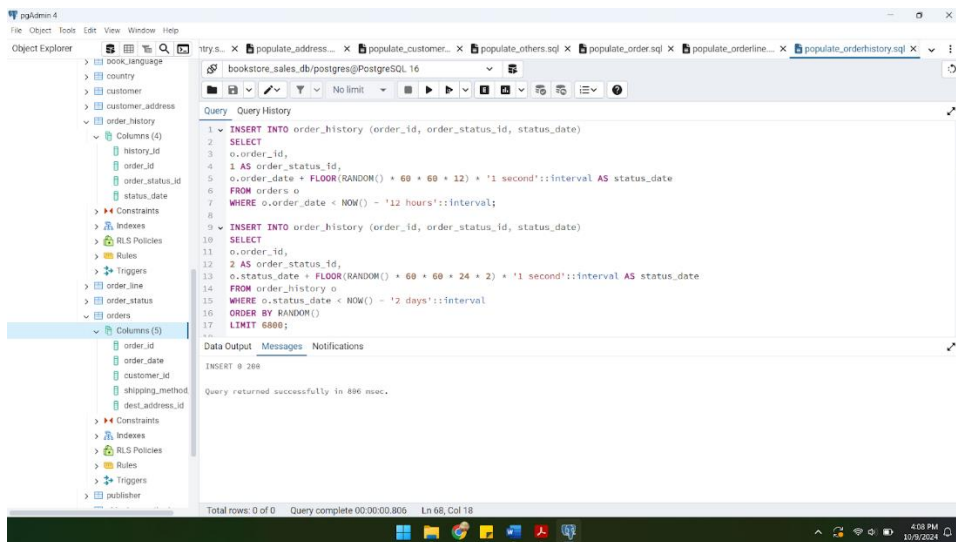 pgAdmin 4
File Object Tools Edit View Window Help
Object Explorer
ntry.s... populate_address.... populate_customer... populate_others.sql populate_order.sql populate_orderline.... populate_orderhistory.sql
book_language
country
customer
customer_address
order_history
Columns (4)
history_id
order_id
order_status_id
status_date
Constraints
Indexes
RLS Policies
Rules
Triggers
order_line
order_status
orders
Columns (5)
order_id
order_date
customer_id
shipping_method
dest_address_id
Constraints
Indexes
RLS Policies
Rules
Triggers
publisher
bookstore_sales_db/postgres@PostgreSQL 16
No limit
Query Query History
1 INSERT INTO order_history (order_id, order_status_id, status_date)
2 SELECT
3 o.order_id,
4 1 AS order_status_id,
5 o.order_date + FLOOR(RANDOM() * 60 * 60 * 12) * '1 second'::interval AS status_date
6 FROM orders o
7 WHERE o.order_date < NOW() - '12 hours'::interval;
8
9 INSERT INTO order_history (order_id, order_status_id, status_date)
10 SELECT
11 o.order_id,
12 2 AS order_status_id,
13 o.status_date + FLOOR(RANDOM() * 60 * 60 * 24 * 2) * '1 second'::interval AS status_date
14 FROM order_history o
15 WHERE o.status_date < NOW() - '2 days'::interval
16 ORDER BY RANDOM()
17 LIMIT 6800;
Data Output Messages Notifications
INSERT 0 200
Query returned successfully in 806 msec.
Total rows: 0 of 0 Query complete 00:00:00.806 Ln 68, Col 18
4:08 PM
10/9/2024